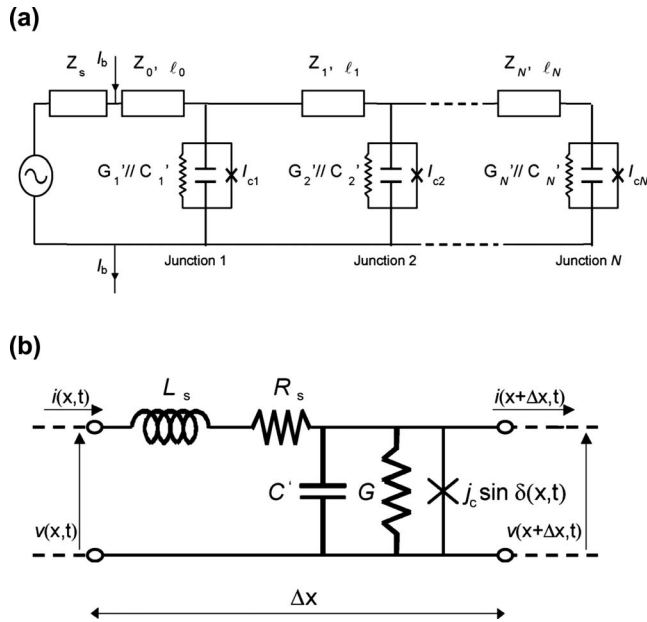 (a)
Z_s I_b Z_0, ℓ_0 Z_1, ℓ_1 Z_N, ℓ_N
G_1'// C_1' I_c1 G_2'// C_2' I_c2 G_N'// C_N' I_cN
I_b Junction 1 Junction 2 Junction N
(b)
i(x,t) L_s R_s i(x+Δx,t)
C' G j_c sin δ(x,t)
v(x,t) v(x+Δx,t)
Δx